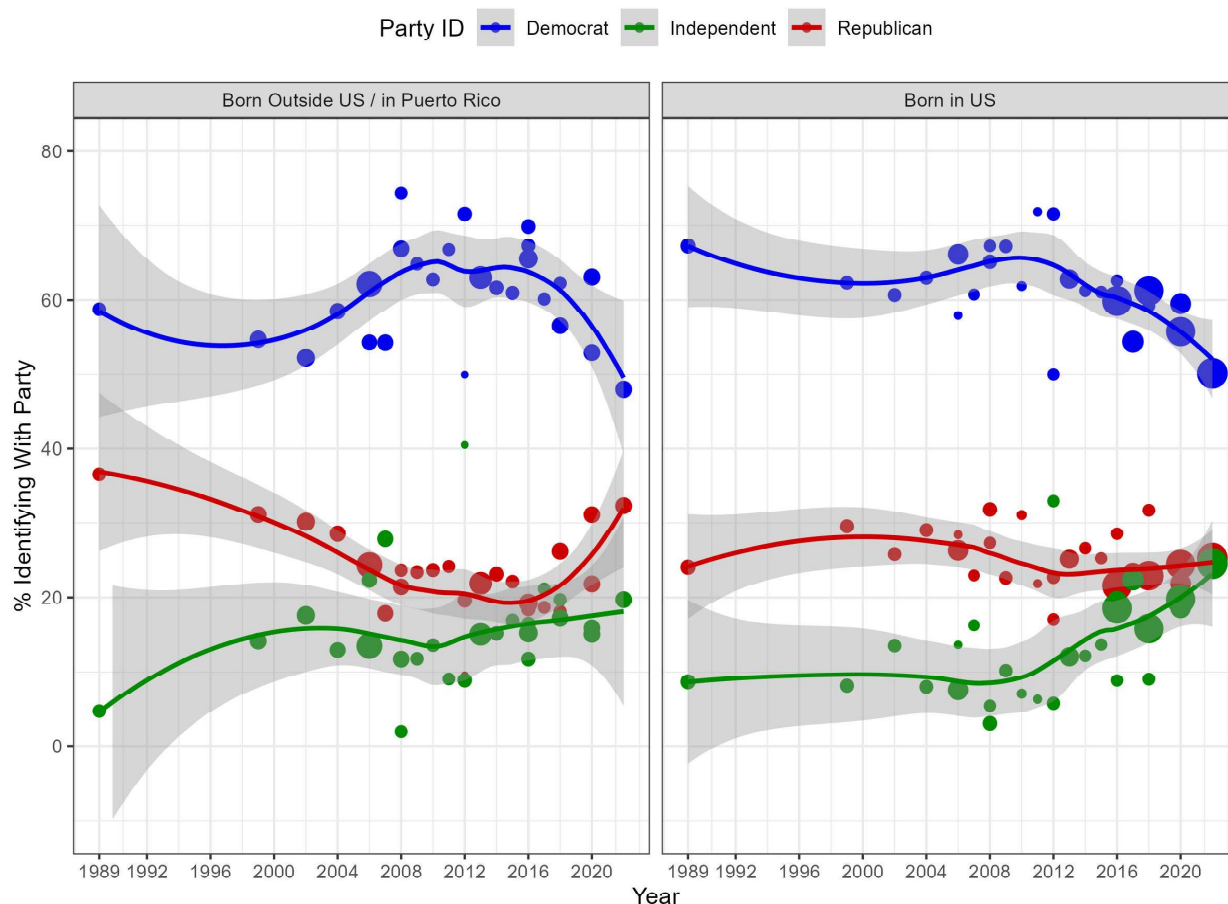 Party ID Democrat Independent Republican
Born Outside US / in Puerto Rico
Born in US
% Identifying With Party
80
60
40
20
0
1989 1992 1996 2000 2004 2008 2012 2016 2020
1989 1992 1996 2000 2004 2008 2012 2016 2020
Year